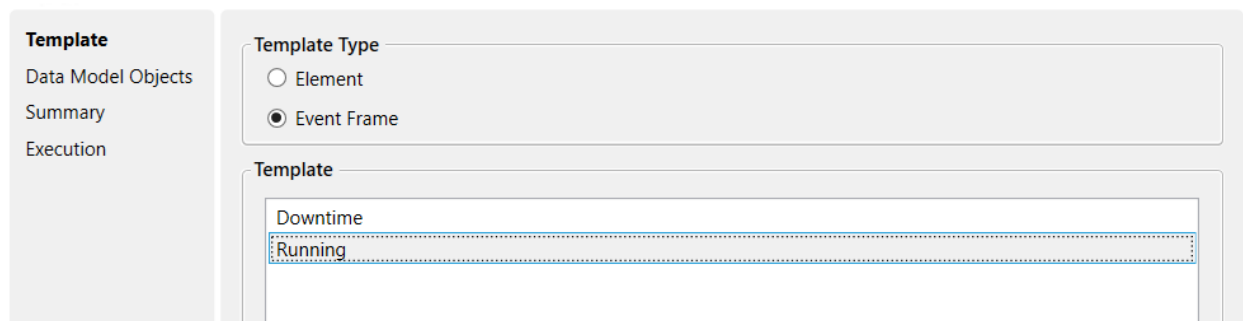 Template
Data Model Objects
Summary
Execution
Template Type
Element
Event Frame
Template
Downtime
Running